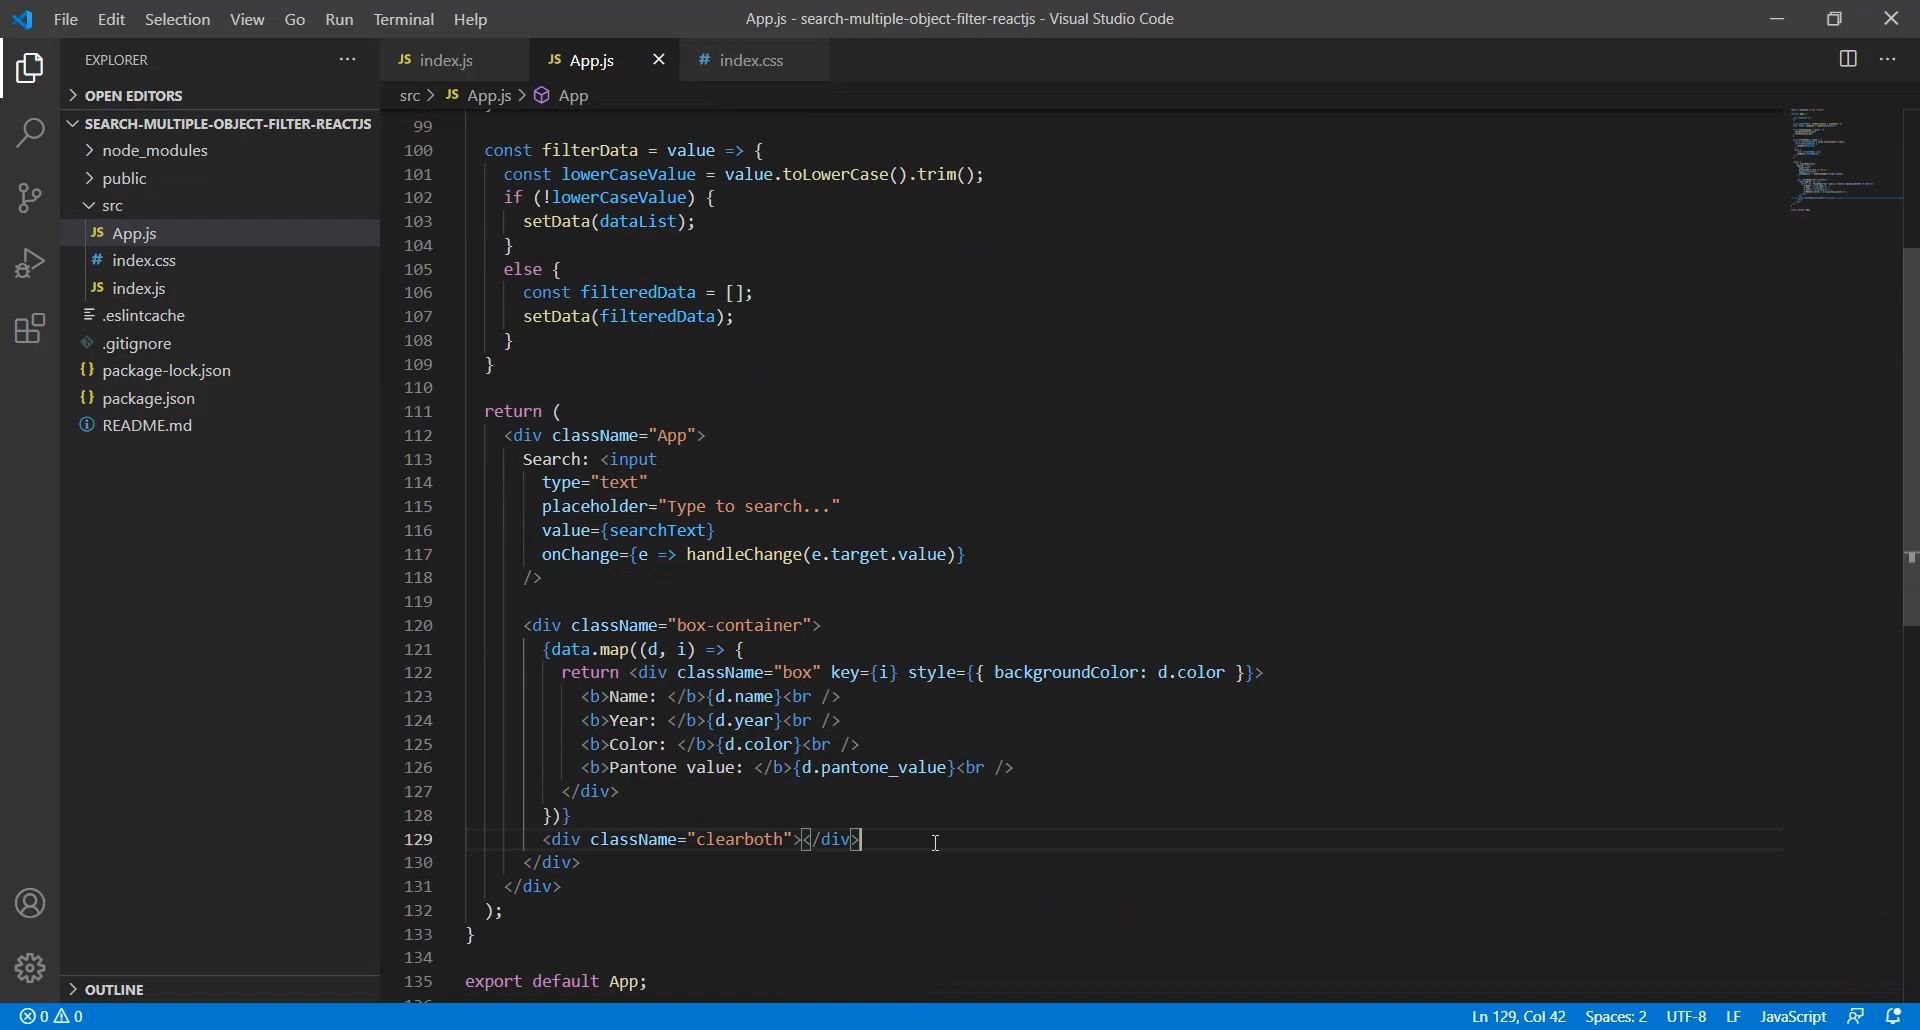 File Edit Selection View Go Run Terminal Help
App.js - search-multiple-object-filter-reactjs - Visual Studio Code
EXPLORER
OPEN EDITORS
SEARCH-MULTIPLE-OBJECT-FILTER-REACTJS
node_modules
public
src
JS App.js
# index.css
JS index.js
.eslintcache
.gitignore
{} package-lock.json
{} package.json
README.md
OUTLINE
JS index.js
JS App.js
# index.css
src > JS App.js > App
99
100 const filterData = value => {
101 const lowerCaseValue = value.toLowerCase().trim();
102 if (!lowerCaseValue) {
103 setData(dataList);
104 }
105 else {
106 const filteredData = [];
107 setData(filteredData);
108 }
109 }
110
111 return (
112 <div className="App">
113 Search: <input
114 type="text"
115 placeholder="Type to search..."
116 value={searchText}
117 onChange={e => handleChange(e.target.value)}
118 />
119
120 <div className="box-container">
121 {data.map((d, i) => {
122 return <div className="box" key={i} style={{ backgroundColor: d.color }}>
123 <b>Name: </b>{d.name}<br />
124 <b>Year: </b>{d.year}<br />
125 <b>Color: </b>{d.color}<br />
126 <b>Pantone value: </b>{d.pantone_value}<br />
127 </div>
128 })}
129 <div className="clearboth"></div>
130 </div>
131 </div>
132 );
133 }
134
135 export default App;
0 0
Ln 129, Col 42 Spaces: 2 UTF-8 LF JavaScript